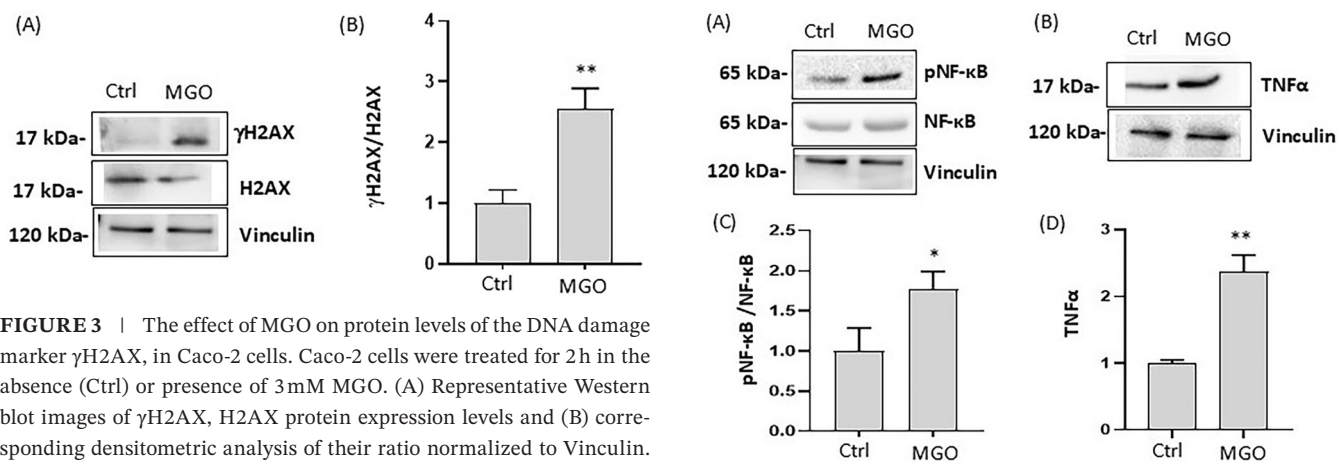 (A)
Ctrl MGO
17 kDa- γH2AX
17 kDa- H2AX
120 kDa- Vinculin
(B)
γH2AX/H2AX
4
3
2
1
0
**
Ctrl MGO
FIGURE 3 | The effect of MGO on protein levels of the DNA damage
marker γH2AX, in Caco-2 cells. Caco-2 cells were treated for 2 h in the
absence (Ctrl) or presence of 3 mM MGO. (A) Representative Western
blot images of γH2AX, H2AX protein expression levels and (B) corre-
sponding densitometric analysis of their ratio normalized to Vinculin.
(A)
Ctrl MGO
65 kDa- pNF-κB
65 kDa- NF-κB
120 kDa- Vinculin
(B)
Ctrl MGO
17 kDa- TNFα
120 kDa- Vinculin
(C)
pNF-κB /NF-κB
2.5
2.0
1.5
1.0
0.5
0.0
*
Ctrl MGO
(D)
TNFα
3
2
1
0
**
Ctrl MGO